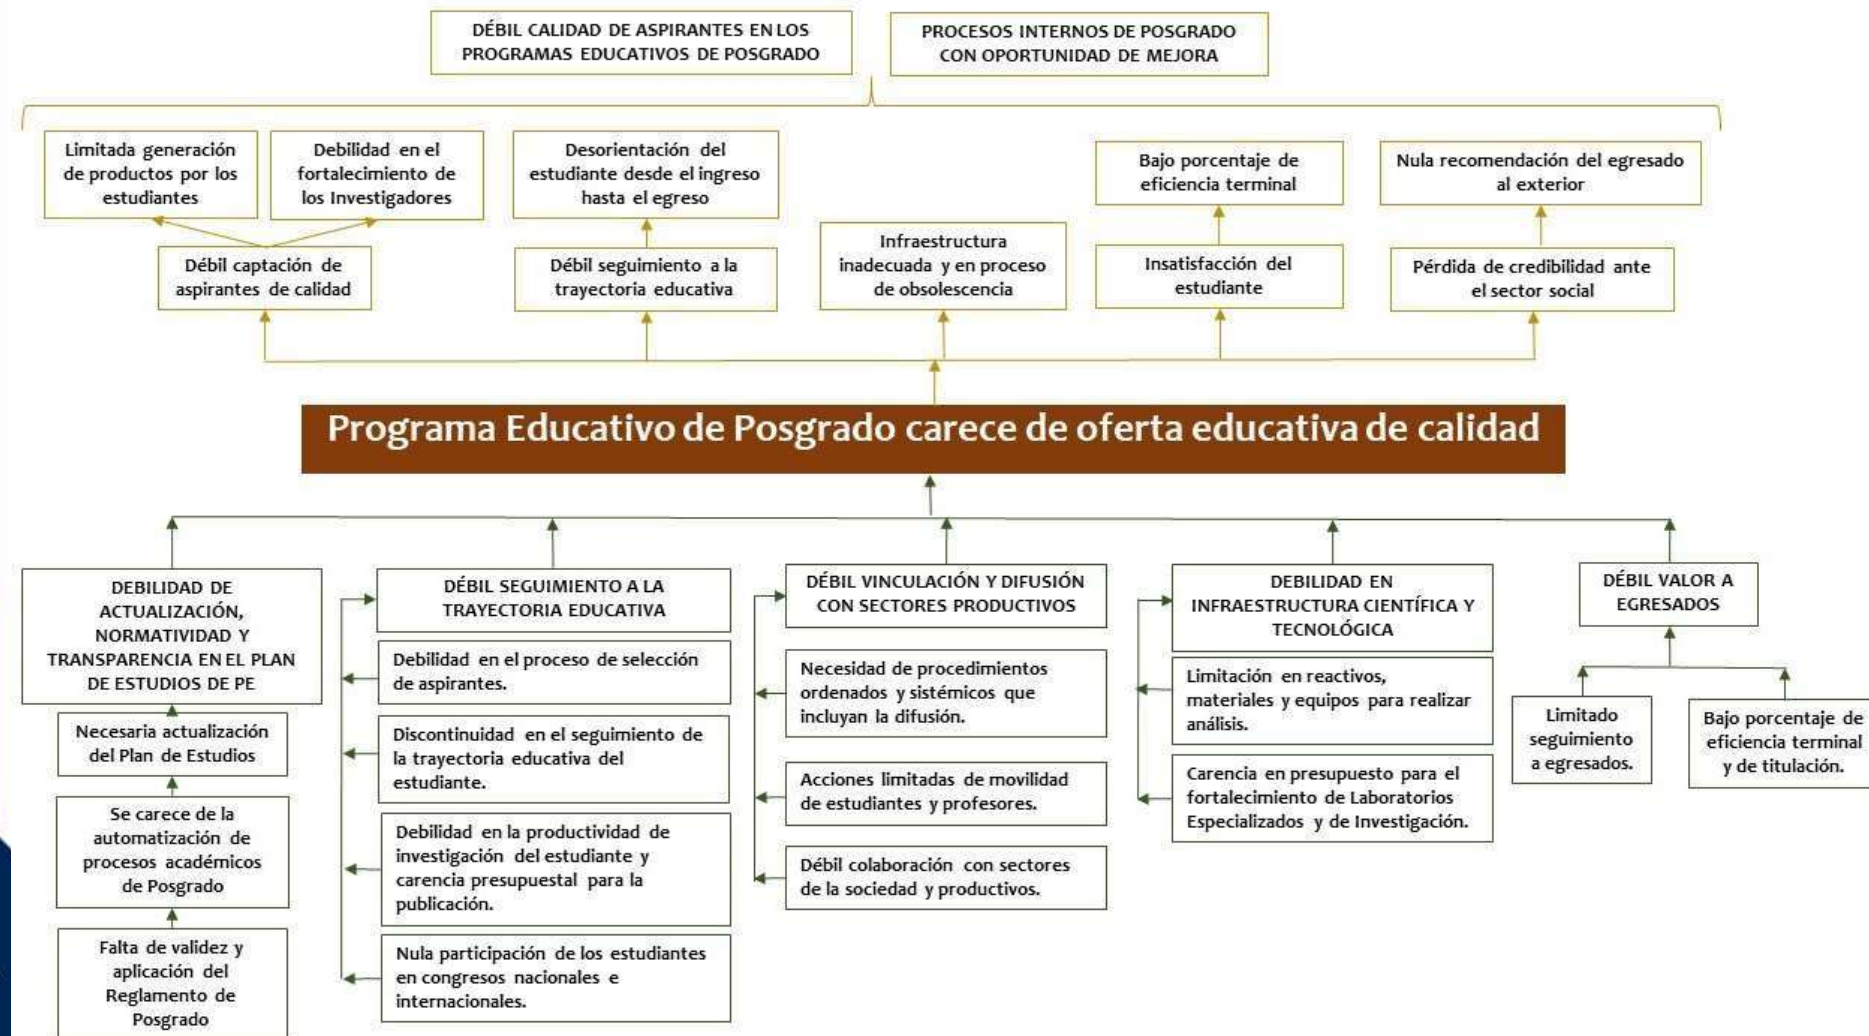 DÉBIL CALIDAD DE ASPIRANTES EN LOS
PROGRAMAS EDUCATIVOS DE POSGRADO
PROCESOS INTERNOS DE POSGRADO
CON OPORTUNIDAD DE MEJORA
Limitada generación
de productos por los
estudiantes
Debilidad en el
fortalecimiento de
los Investigadores
Desorientación del
estudiante desde el ingreso
hasta el egreso
Bajo porcentaje de
eficiencia terminal
Nula recomendación del egresado
al exterior
Débil captación de
aspirantes de calidad
Débil seguimiento a la
trayectoria educativa
Infraestructura
inadecuada y en proceso
de obsolescencia
Insatisfacción del
estudiante
Pérdida de credibilidad ante
el sector social
Programa Educativo de Posgrado carece de oferta educativa de calidad
DEBILIDAD DE
ACTUALIZACIÓN,
NORMATIVIDAD Y
TRANSPARENCIA EN EL PLAN
DE ESTUDIOS DE PE
Necesaria actualización
del Plan de Estudios
Se carece de la
automatización de
procesos académicos
de Posgrado
Falta de validez y
aplicación del
Reglamento de
Posgrado
DÉBIL SEGUIMIENTO A LA
TRAYECTORIA EDUCATIVA
Debilidad en el proceso de selección
de aspirantes.
Discontinuidad en el seguimiento de
la trayectoria educativa del
estudiante.
Debilidad en la productividad de
investigación del estudiante y
carencia presupuestal para la
publicación.
Nula participación de los estudiantes
en congresos nacionales e
internacionales.
DÉBIL VINCULACIÓN Y DIFUSIÓN
CON SECTORES PRODUCTIVOS
Necesidad de procedimientos
ordenados y sistémicos que
incluyan la difusión.
Acciones limitadas de movilidad
de estudiantes y profesores.
Débil colaboración con sectores
de la sociedad y productivos.
DEBILIDAD EN
INFRAESTRUCTURA CIENTÍFICA Y
TECNOLÓGICA
Limitación en reactivos,
materiales y equipos para realizar
análisis.
Carencia en presupuesto para el
fortalecimiento de Laboratorios
Especializados y de Investigación.
DÉBIL VALOR A
EGRESADOS
Limitado
seguimiento
a egresados.
Bajo porcentaje de
eficiencia terminal
y de titulación.